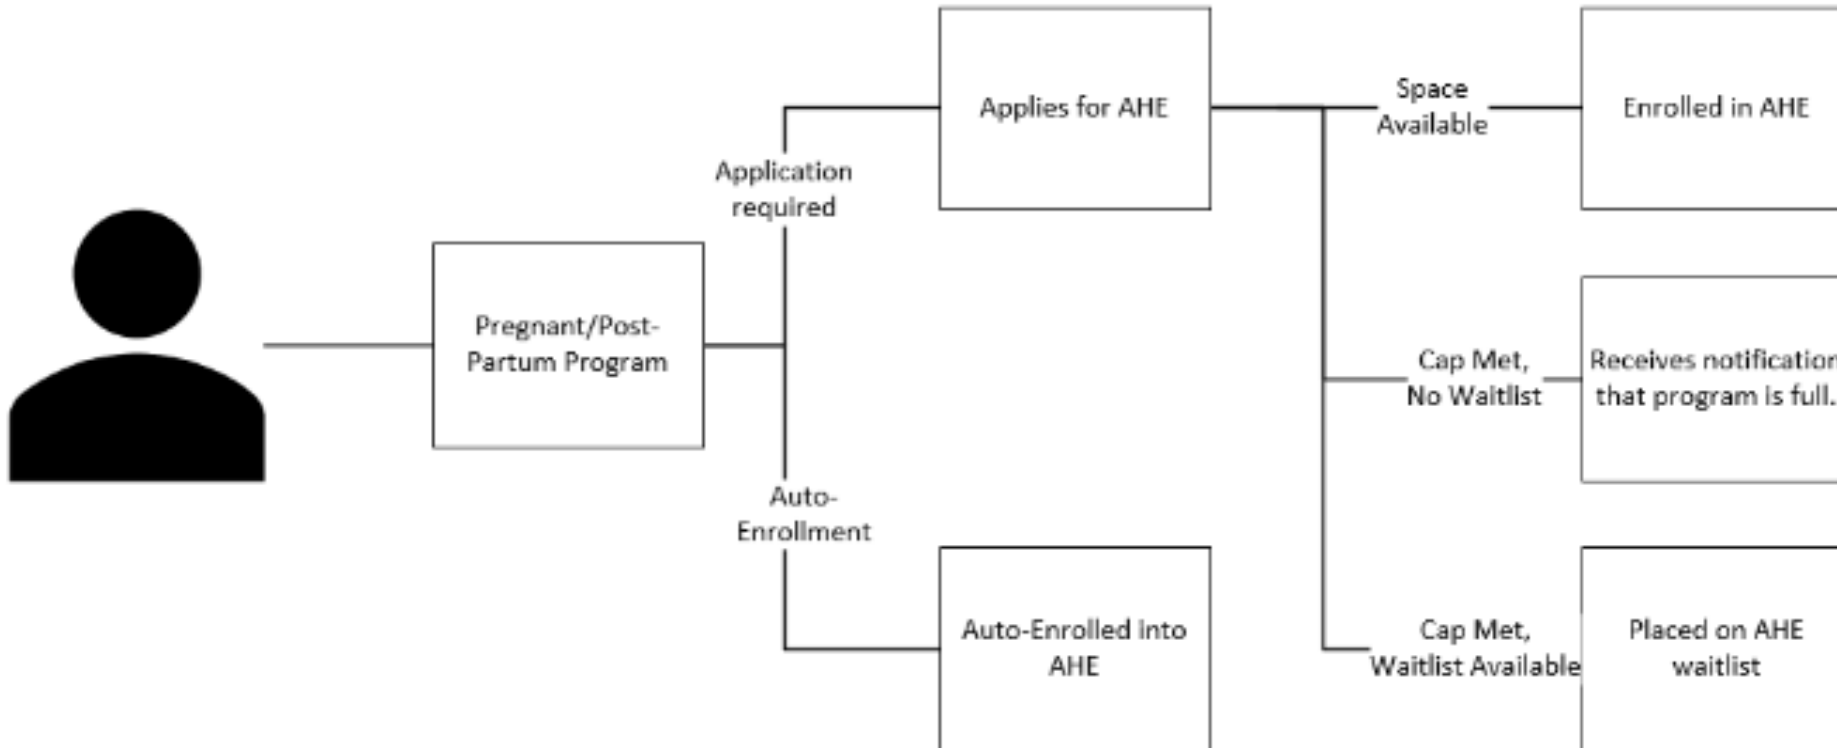 Pregnant/Post-
Partum Program
Application
required
Auto-
Enrollment
Applies for AHE
Auto-Enrolled into
AHE
Space
Available
Cap Met,
No Waitlist
Cap Met,
Waitlist Available
Enrolled in AHE
Receives notification
that program is full.
Placed on AHE
waitlist